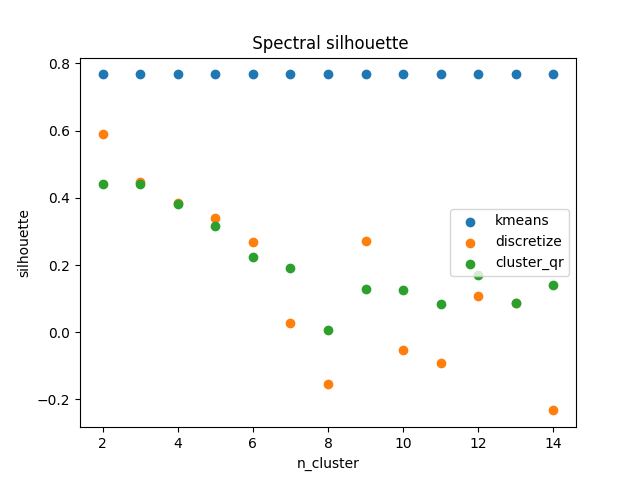 Spectral silhouette
0.8
0.6
0.4
0.2
0.0
−0.2
silhouette
kmeans
discretize
cluster_qr
2
4
6
8
10
12
14
n_cluster